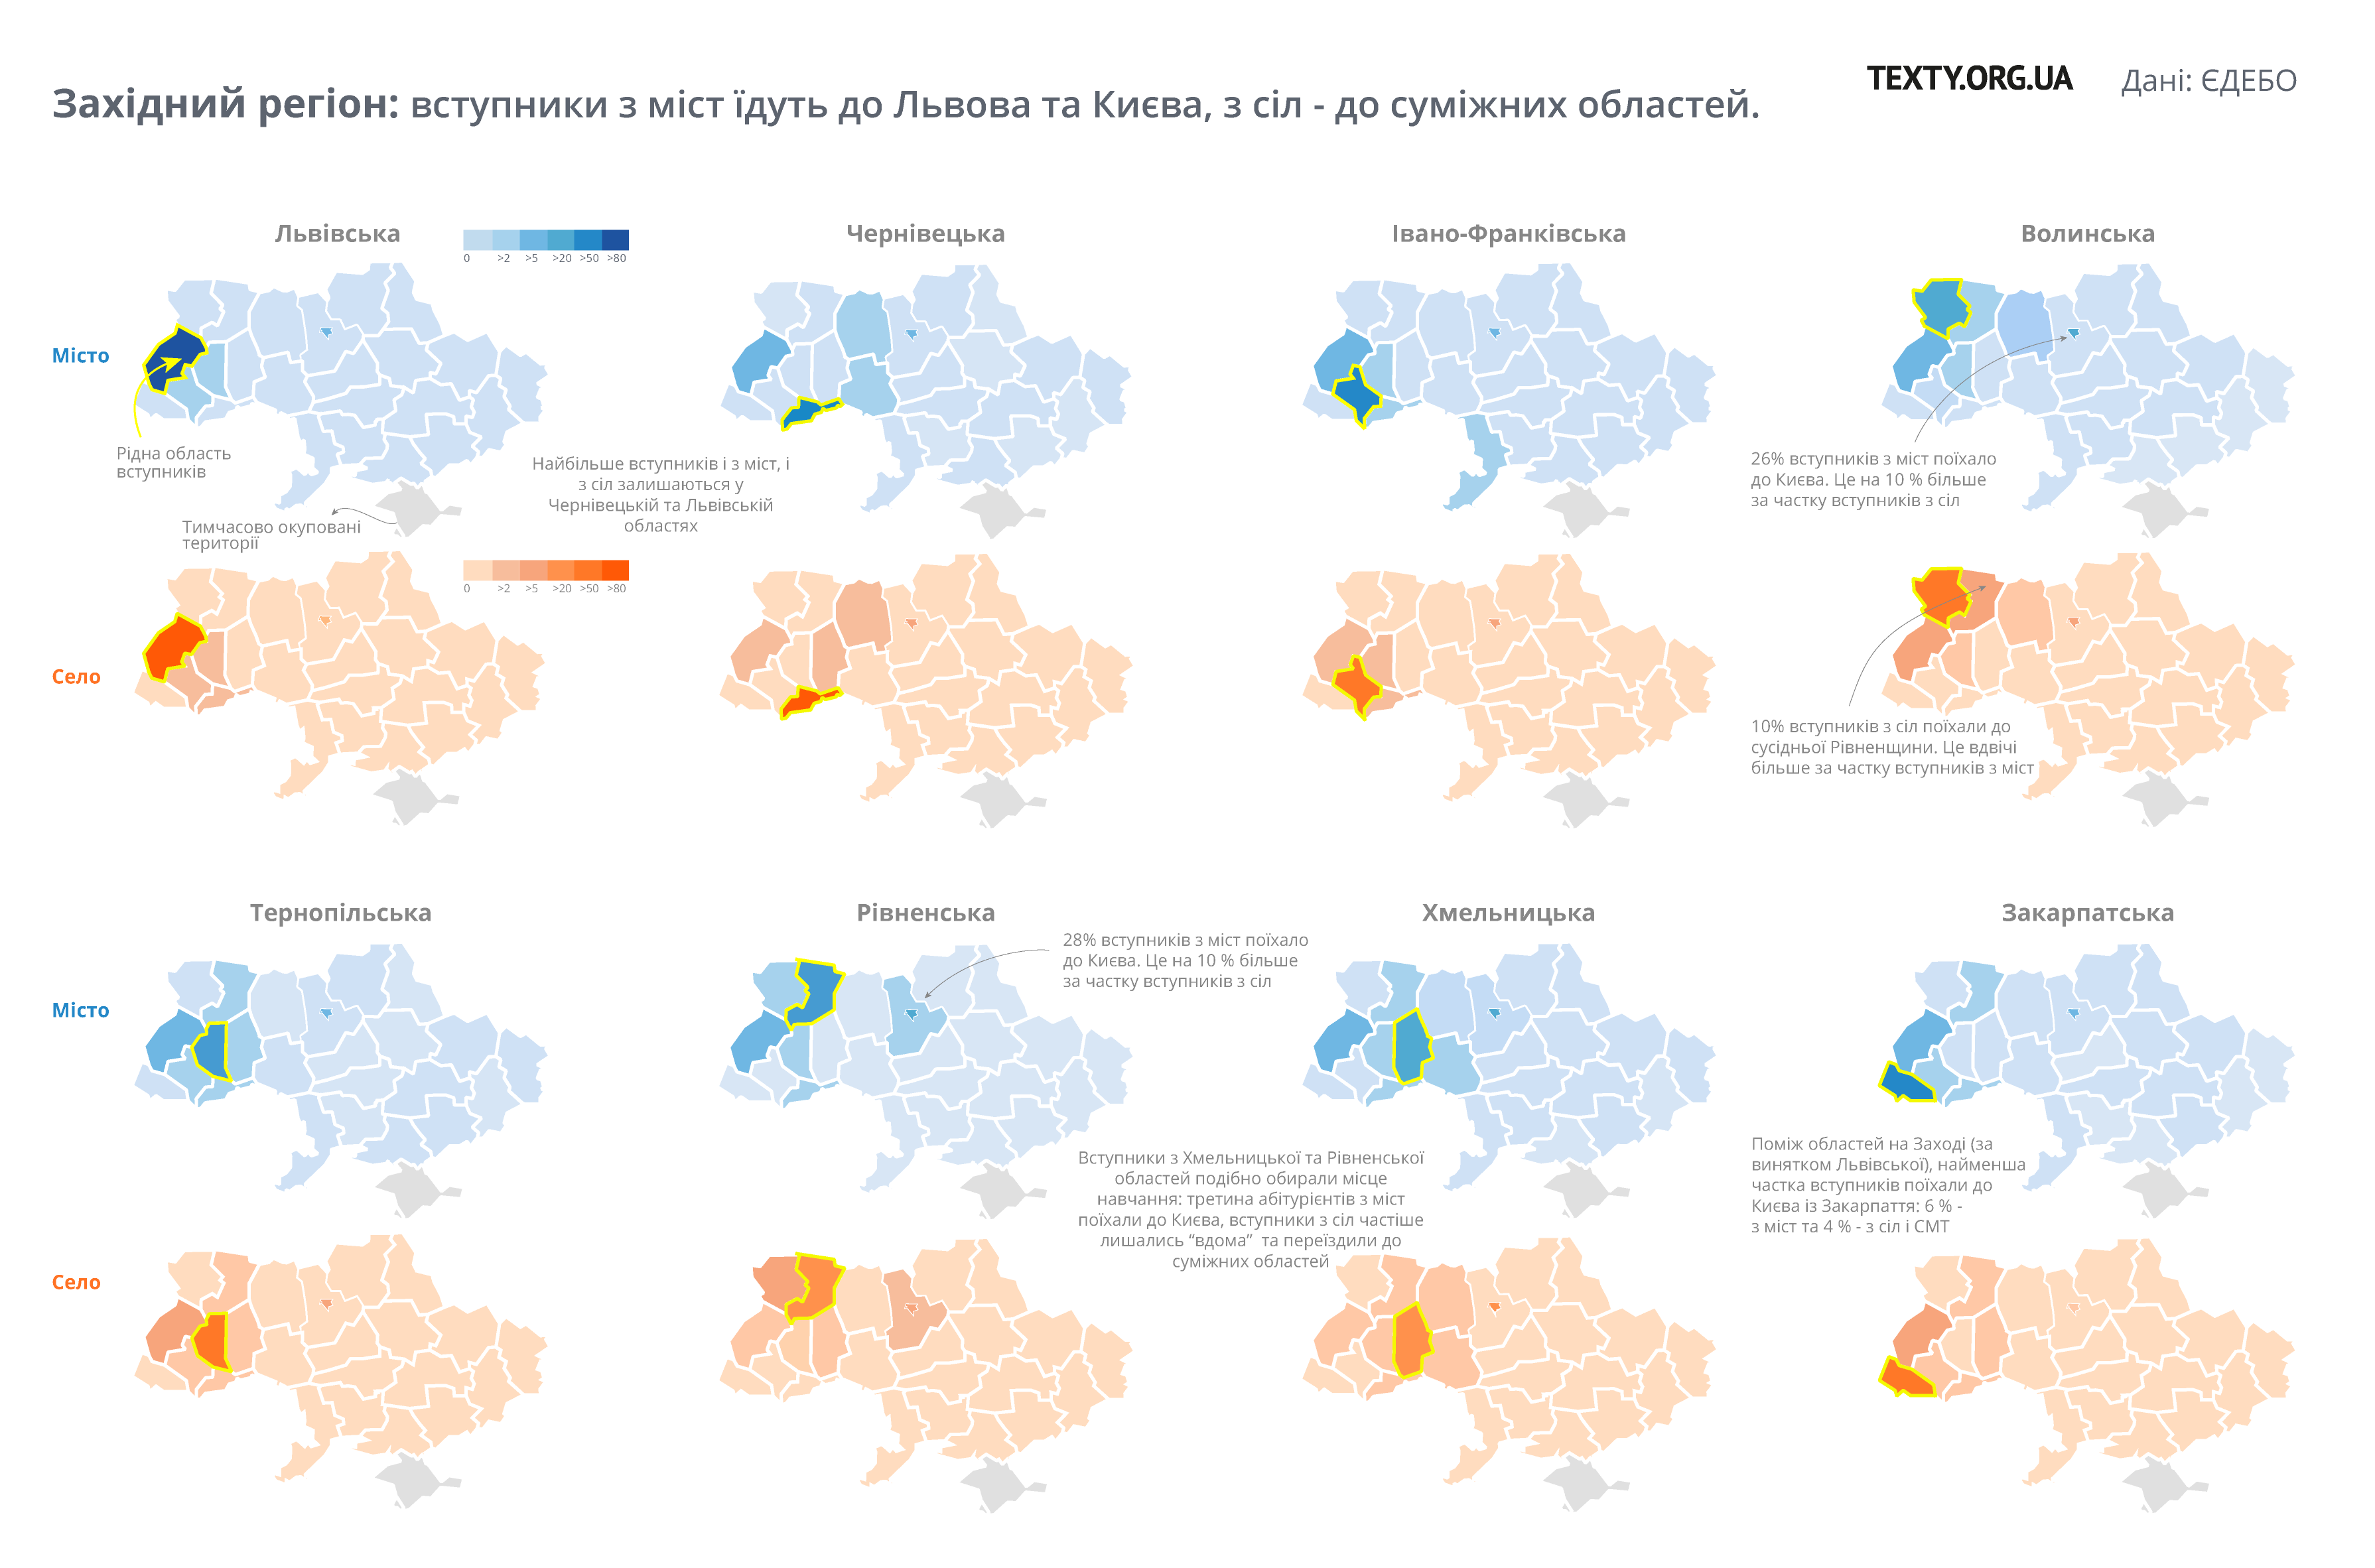 Західний регіон: вступники з міст їдуть до Львова та Києва, з сіл - до суміжних областей.
TEXTY.ORG.UA
Дані: ЄДЕБО
Львівська
Чернівецька
Івано-Франківська
Волинська
0 >2 >5 >20 >50 >80
Місто
Рідна область
вступників
Тимчасово окуповані
території
Найбільше вступників і з міст, і
з сіл залишаються у
Чернівецькій та Львівській
областях
26% вступників з міст поїхало
до Києва. Це на 10 % більше
за частку вступників з сіл
0 >2 >5 >20 >50 >80
Село
10% вступників з сіл поїхали до
сусідньої Рівненщини. Це вдвічі
більше за частку вступників з міст
Тернопільська
Рівненська
Хмельницька
Закарпатська
28% вступників з міст поїхало
до Києва. Це на 10 % більше
за частку вступників з сіл
Місто
Вступники з Хмельницької та Рівненської
областей подібно обирали місце
навчання: третина абітурієнтів з міст
поїхали до Києва, вступники з сіл частіше
лишались “вдома” та переїздили до
суміжних областей
Поміж областей на Заході (за
винятком Львівської), найменша
частка вступників поїхали до
Києва із Закарпаття: 6 % -
з міст та 4 % - з сіл і СМТ
Село